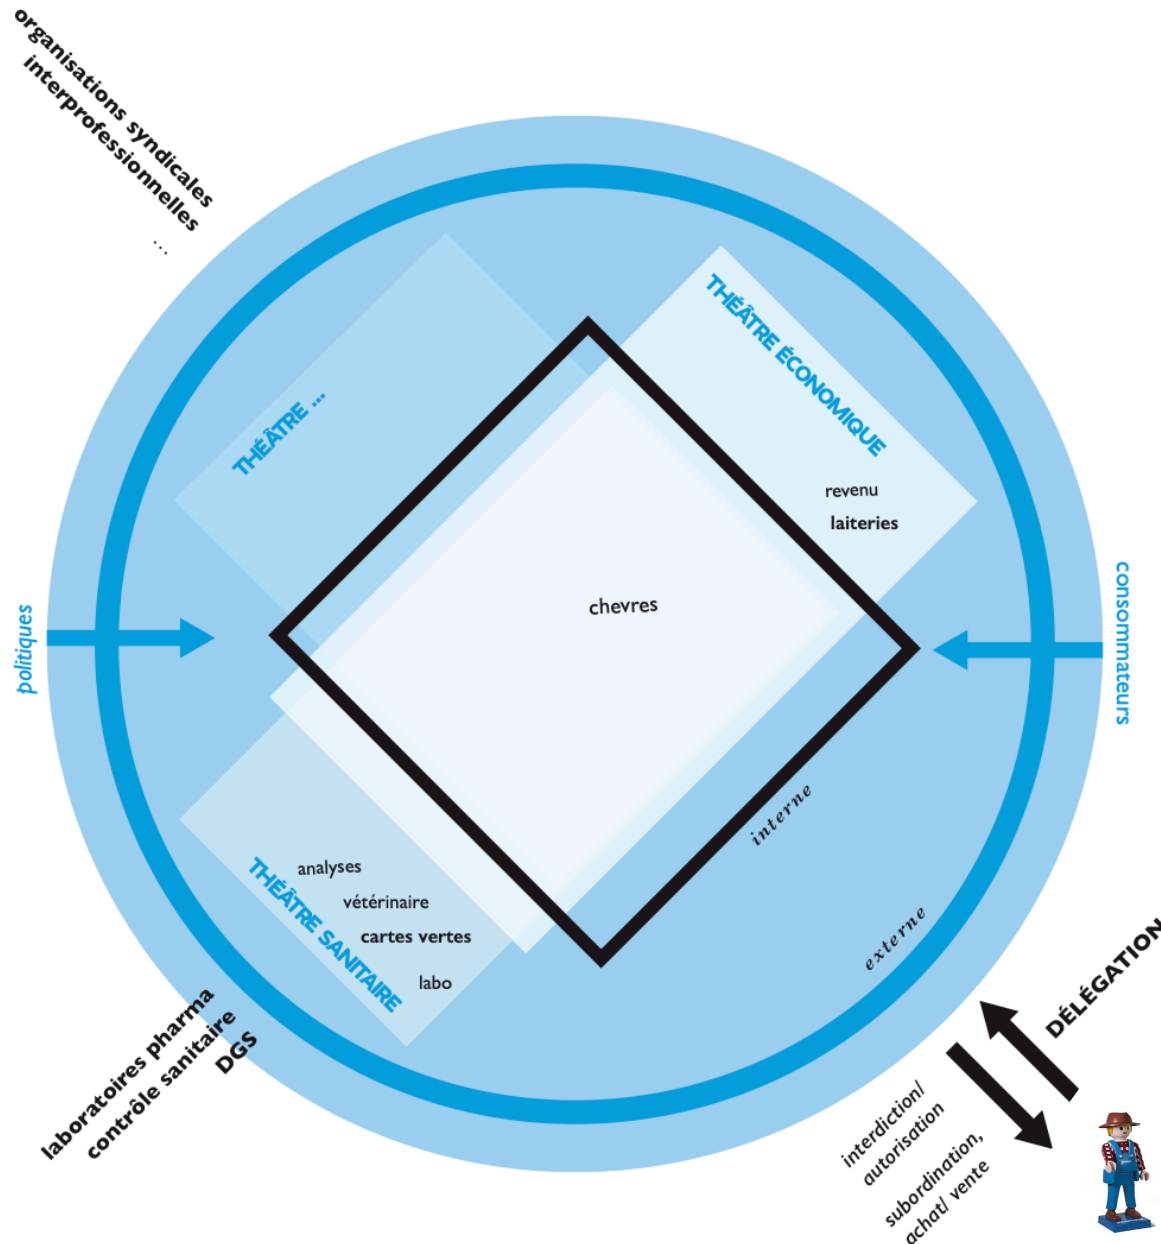 organisations syndicales
interprofessionnelles
...
THÉÂTRE ...
THÉÂTRE ÉCONOMIQUE
revenu
laiteries
chevres
politiques
consommateurs
interne
externe
THÉÂTRE SANITAIRE
analyses
vétérinaire
cartes vertes
labo
laboratoires pharma
contrôle sanitaire
DGS
DÉLÉGATION
interdiction/
autorisation
subordination,
achat/ vente